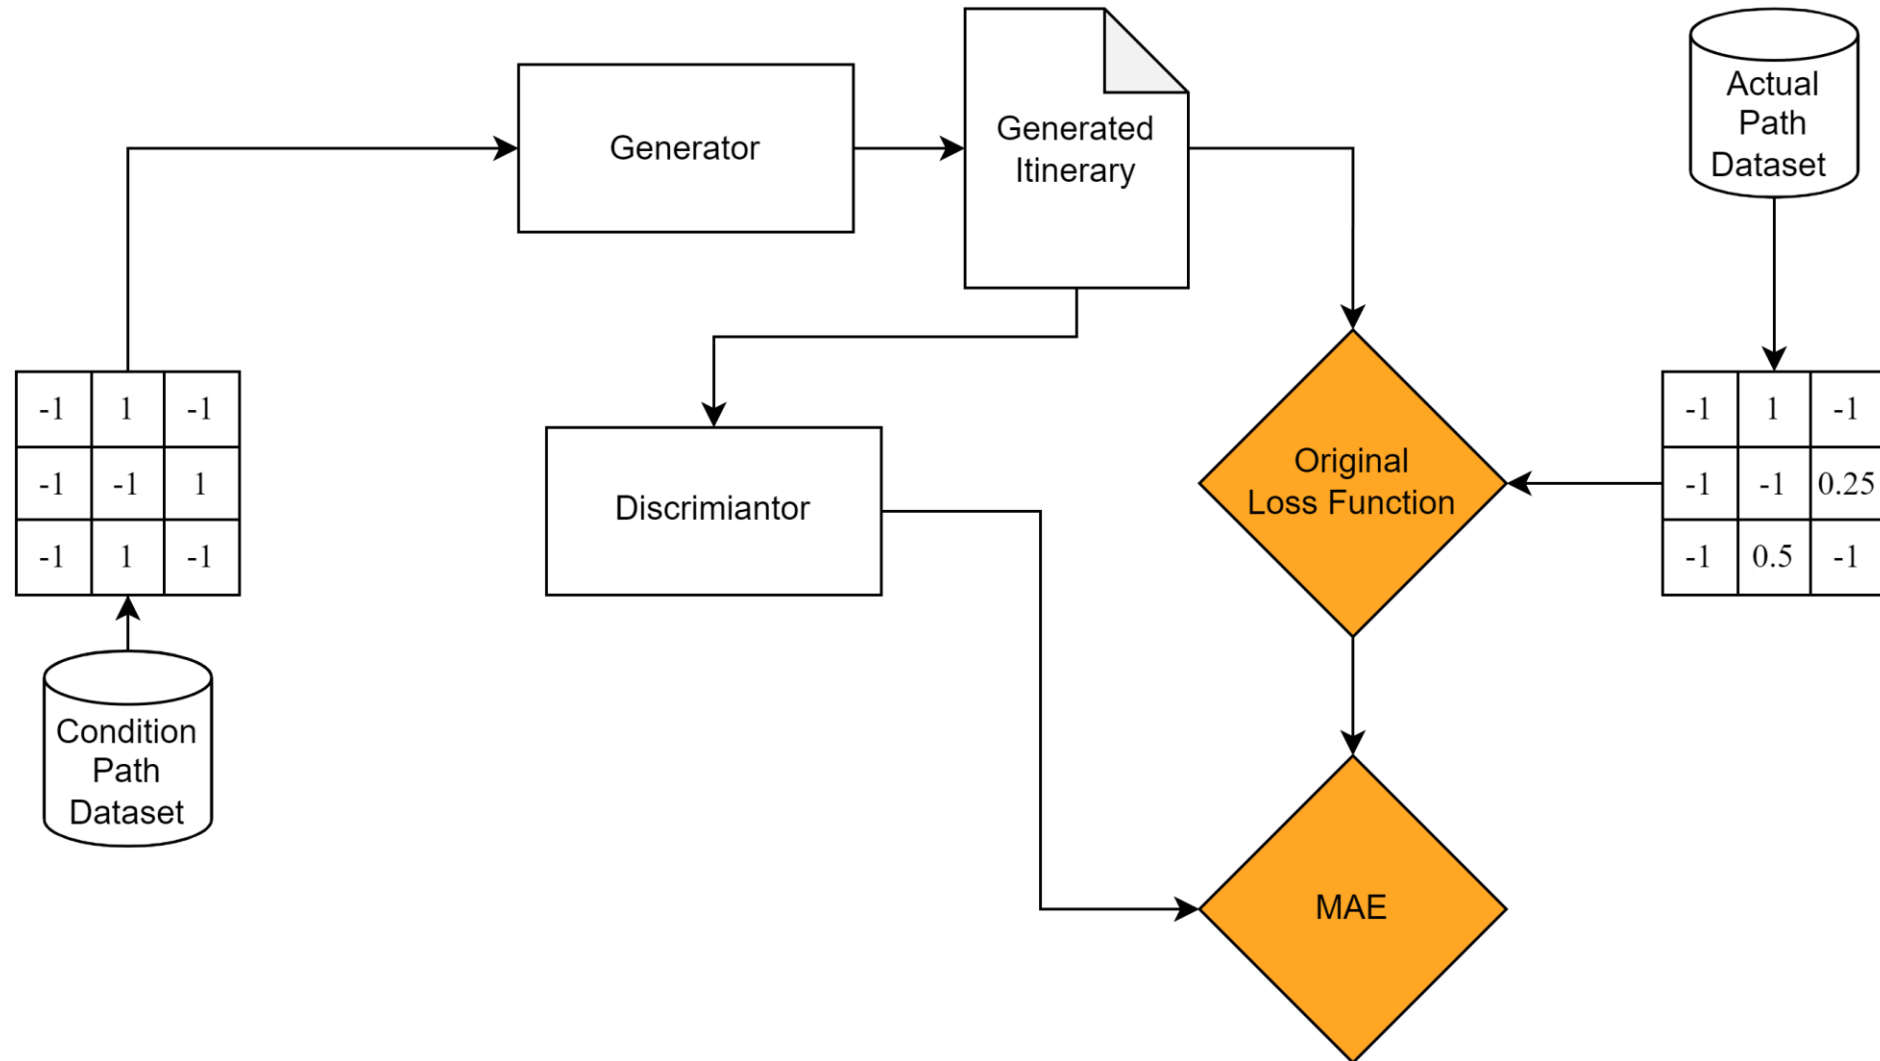 Generator
Generated
Itinerary
Actual
Path
Dataset
-1 1 -1
-1 -1 1
-1 1 -1
Condition
Path
Dataset
Discrimiantor
Original
Loss Function
-1 1 -1
-1 -1 0.25
-1 0.5 -1
MAE